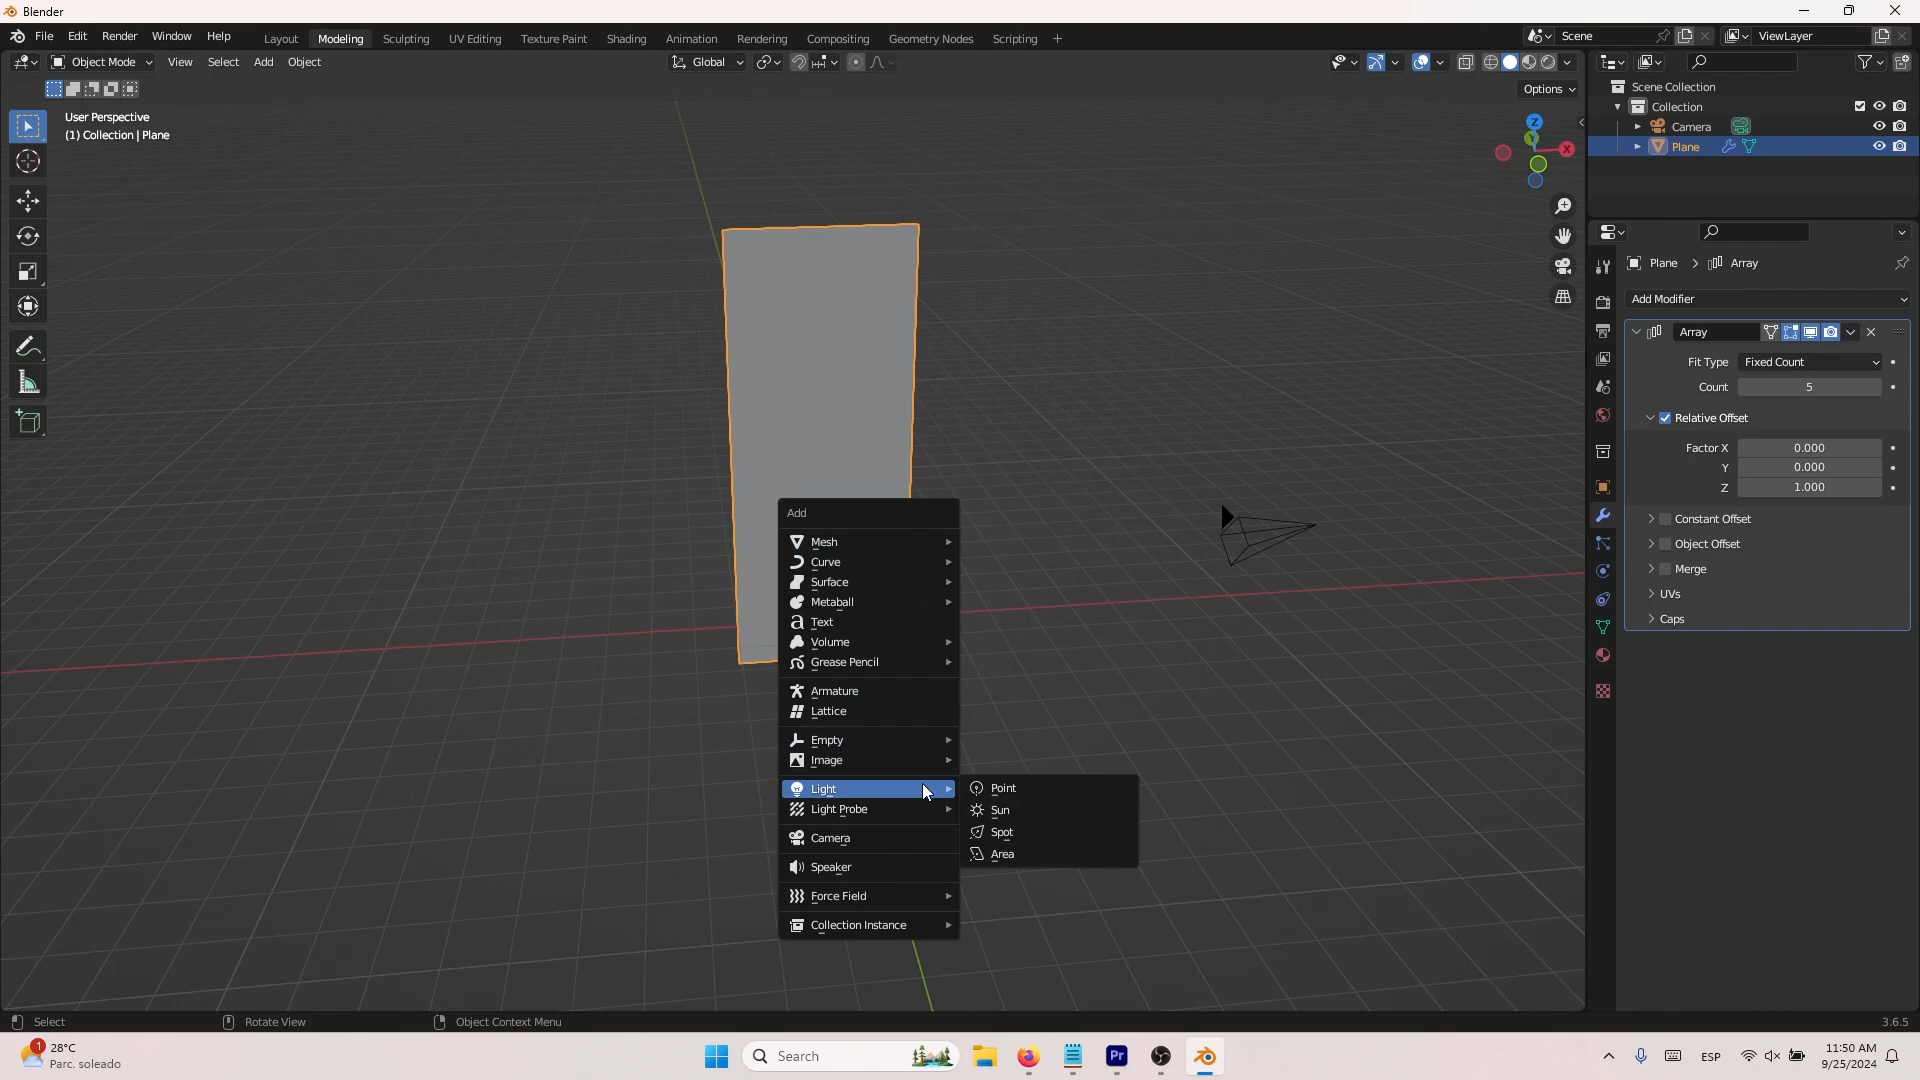 Blender
File Edit Render Window Help
Layout Modeling Sculpting UV Editing Texture Paint Shading Animation Rendering Compositing Geometry Nodes Scripting +
Scene
ViewLayer
Object Mode View Select Add Object
Global
Options
User Perspective
(1) Collection | Plane
Z
Y
X
Scene Collection
Collection
Camera
Plane
Plane > Array
Add Modifier
Array
Fit Type Fixed Count
Count 5
Relative Offset
Factor X 0.000
Y 0.000
Z 1.000
Constant Offset
Object Offset
Merge
UVs
Caps
Add
Mesh
Curve
Surface
Metaball
Text
Volume
Grease Pencil
Armature
Lattice
Empty
Image
Light
Light Probe
Camera
Speaker
Force Field
Collection Instance
Point
Sun
Spot
Area
Select
Rotate View
Object Context Menu
3.6.5
1
28°C
Parc. soleado
Search
Pr
ESP
11:50 AM
9/25/2024